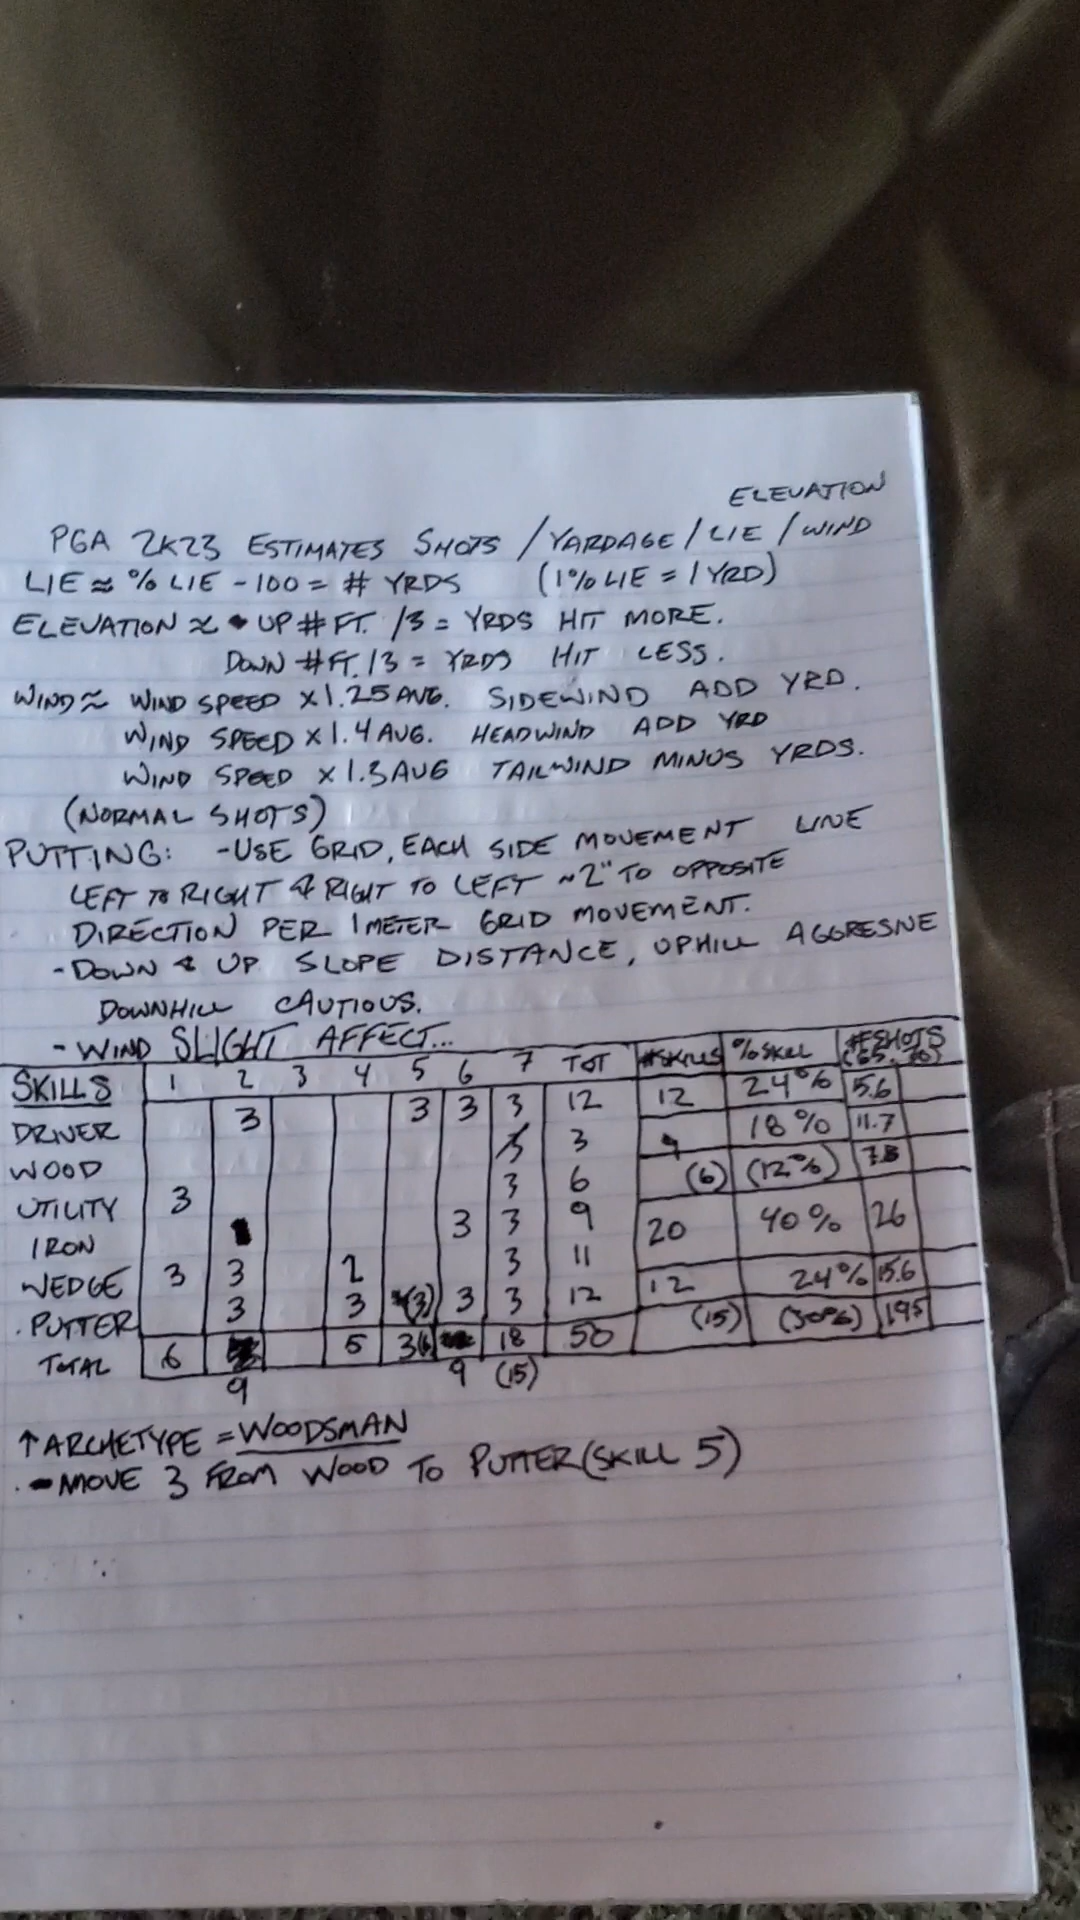 ELEVATION
PGA 2K23 ESTIMATES SHOTS / YARDAGE / LIE / WIND
LIE ≈ % LIE - 100 = # YRDS (1% LIE = 1 YRD)
ELEVATION ≈ UP # FT. /3 = YRDS HIT MORE.
DOWN # FT. /3 = YRDS HIT LESS.
WIND ≈ WIND SPEED X 1.25 AVG. SIDEWIND ADD YRD.
WIND SPEED X 1.4 AVG. HEADWIND ADD YRD
WIND SPEED X 1.3 AVG TAILWIND MINUS YRDS.
(NORMAL SHOTS)
PUTTING: - USE GRID, EACH SIDE MOVEMENT LINE
LEFT TO RIGHT & RIGHT TO LEFT ~2" TO OPPOSITE
DIRECTION PER 1 METER GRID MOVEMENT.
- DOWN & UP SLOPE DISTANCE, UPHILL AGGRESIVE
DOWNHILL CAUTIOUS.
- WIND SLIGHT AFFECT...
SKILLS 1 2 3 4 5 6 7 TOT #SKILLS % SKILL # SHOTS
DRIVER 3 3 3 3 12 12 24% 5.6
WOOD 3 3 9 18% 11.7
UTILITY 3 3 6 (6) (12%) 7.8
IRON 3 3 9 20 40% 26
WEDGE 3 3 2 3 11
PUTTER 3 3 (3) 3 3 12 12 24% 15.6
(15) (30%) 195
TOTAL 6 5 18 50
9 9 (15)
↑ ARCHETYPE = WOODSMAN
- MOVE 3 FROM WOOD TO PUTTER (SKILL 5)